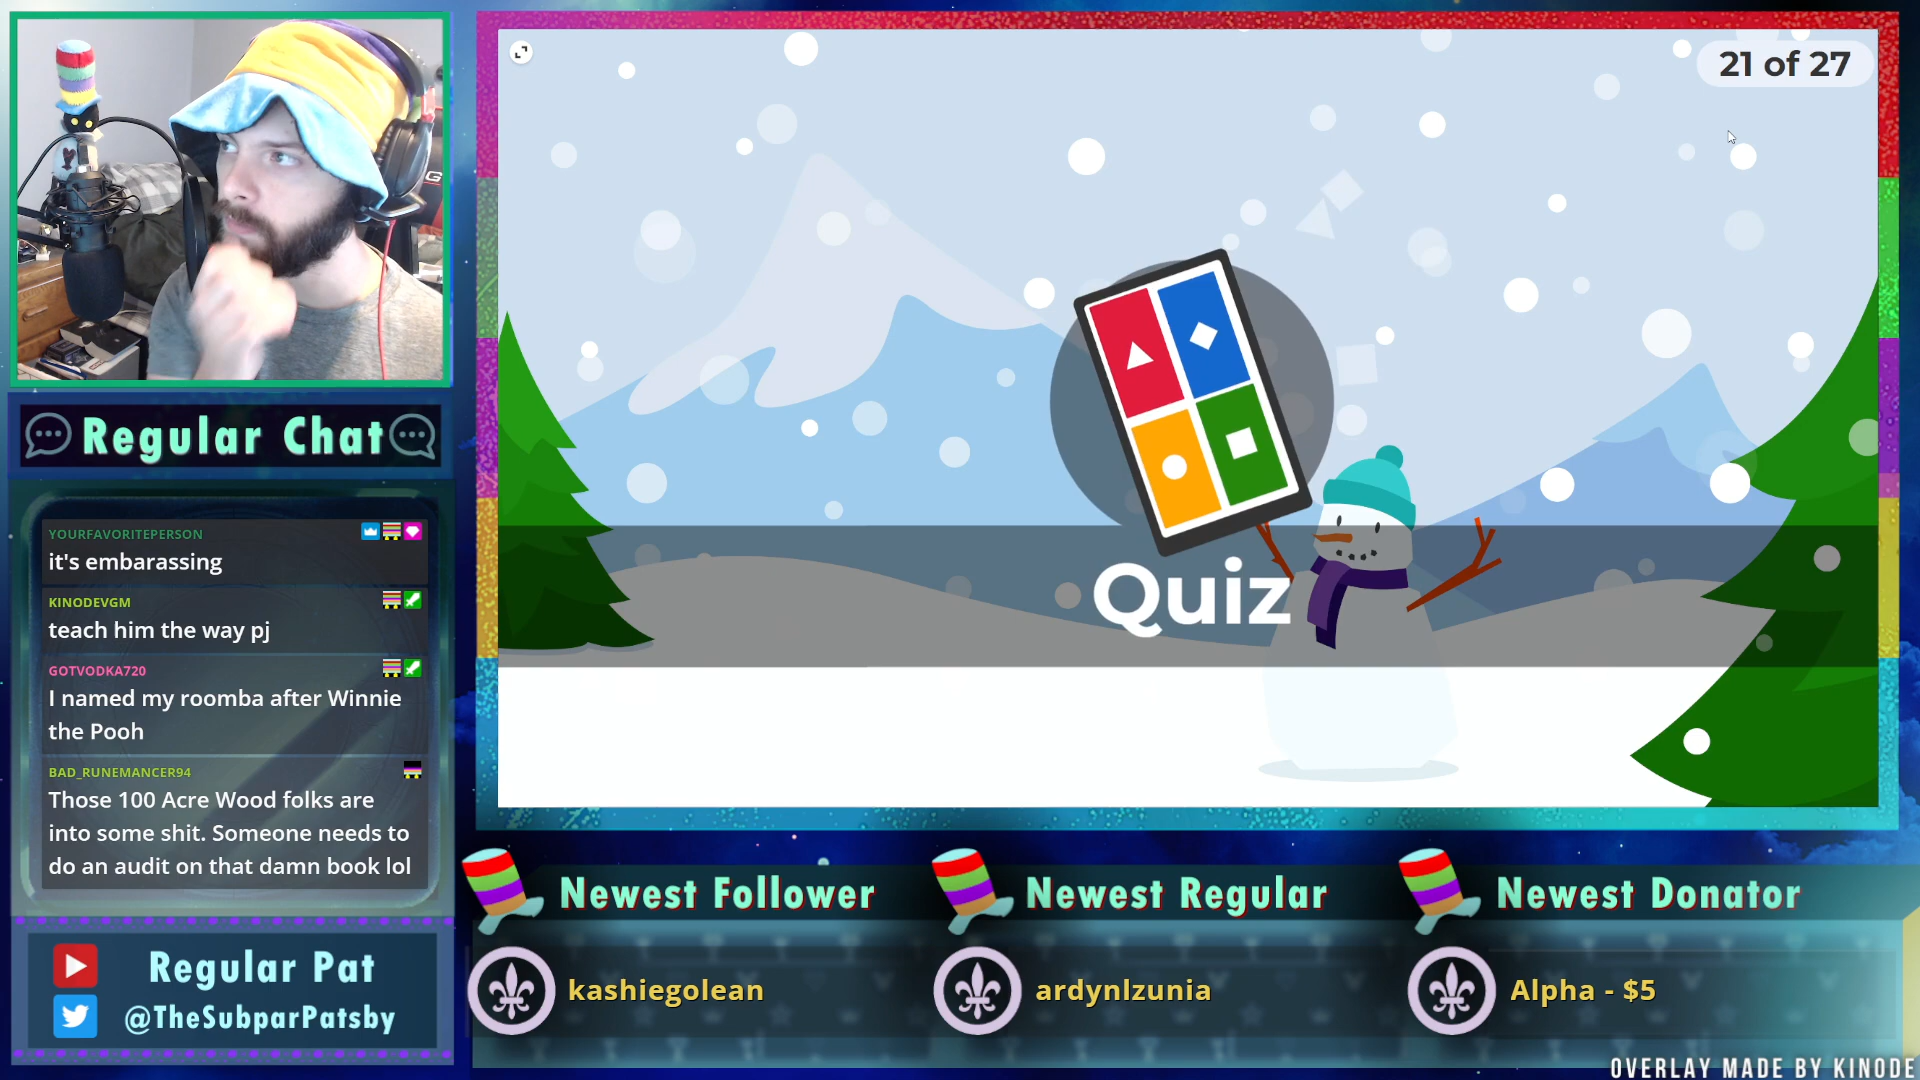 21 of 27
Quiz
Regular Chat
YOURFAVORITEPERSON
it's embarassing
KINODEVGM
teach him the way pj
GOTVODKA720
I named my roomba after Winnie
the Pooh
BAD_RUNEMANCER94
Those 100 Acre Wood folks are
into some shit. Someone needs to
do an audit on that damn book lol
Regular Pat
@TheSubparPatsby
Newest Follower
kashiegolean
Newest Regular
ardynlzunia
Newest Donator
Alpha - $5
OVERLAY MADE BY KINODE